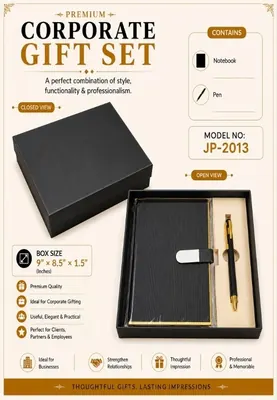 PREMIUM
CORPORATE
GIFT SET
A perfect combination of style,
functionality & professionalism.
CONTAINS
Notebook
Pen
MODEL NO:
JP-2013
CLOSED VIEW
OPEN VIEW
BOX SIZE
9" × 8.5" × 1.5"
(Inches)
Premium Quality
Ideal for Corporate Gifting
Useful, Elegant & Practical
Perfect for Clients,
Partners & Employees
Ideal for
Businesses
Strengthen
Relationships
Thoughtful
Impression
Professional
& Memorable
THOUGHTFUL GIFTS, LASTING IMPRESSIONS